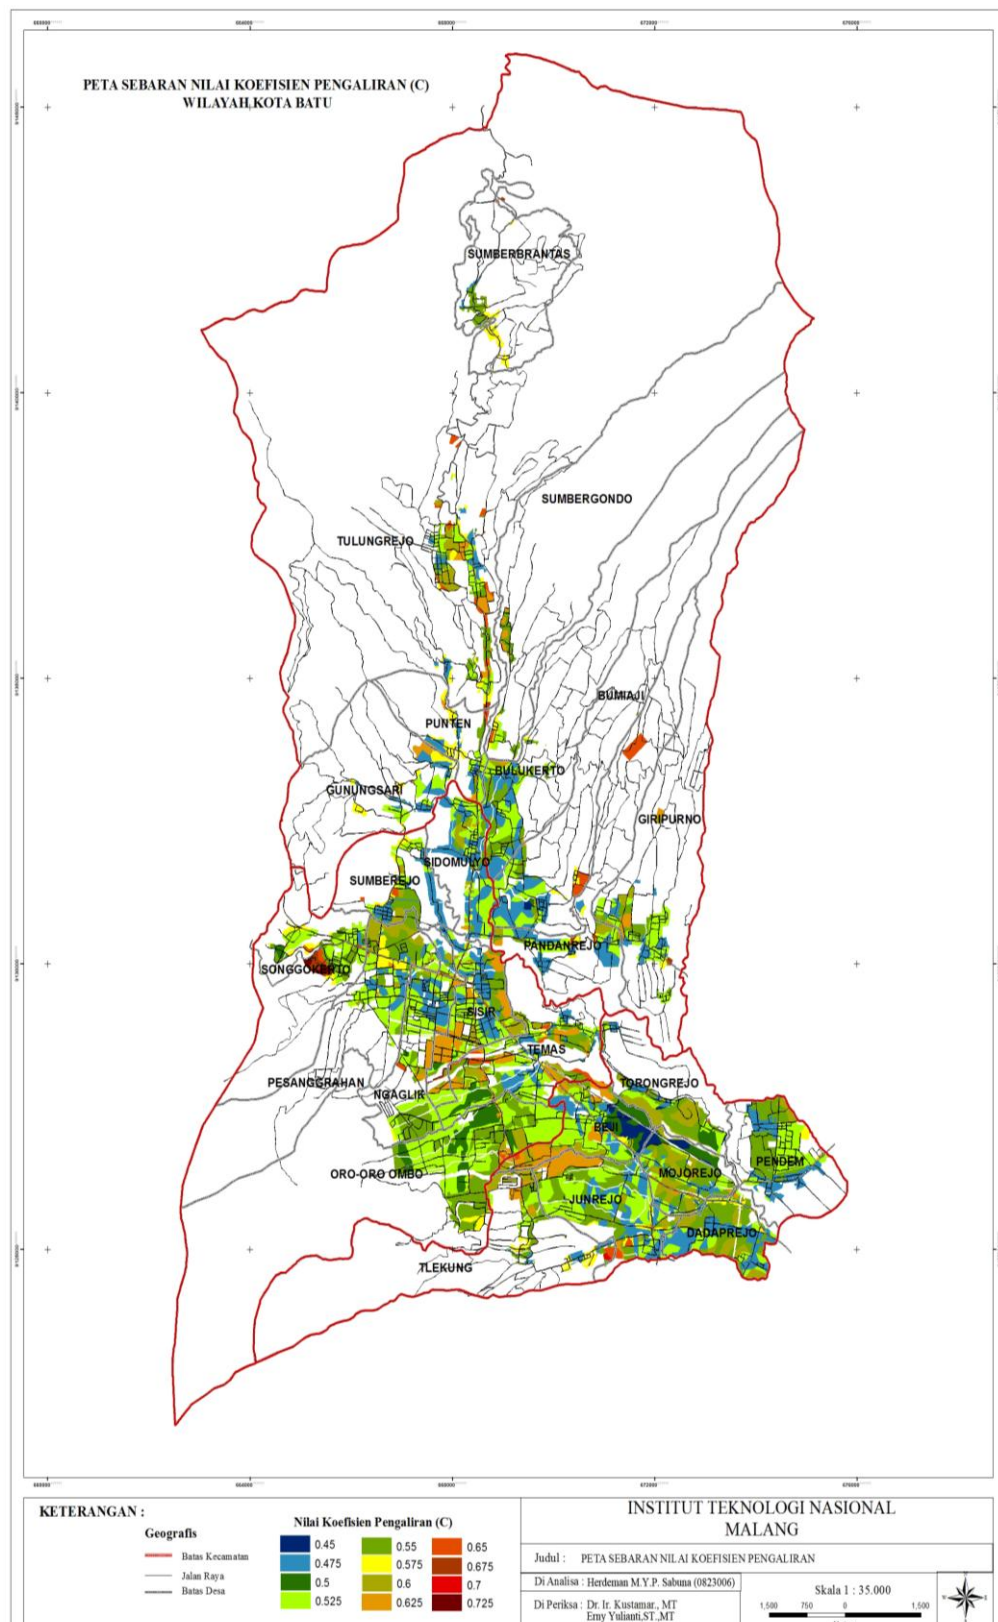 PETA SEBARAN NILAI KOEFISIEN PENGALIRAN (C)
WILAYAH KOTA BATU
SUMBERBRANTAS
SUMBERGONDO
TULUNGREJO
BUMIAJI
PUNTEN
BULUKERTO
GUNUNGSARI
GIRIPURNO
SIDOMULYO
SUMBEREJO
PANDANREJO
SONGGOKERTO
SISIR
TEMAS
PESANGGRAHAN
TORONGREJO
NGAGLIK
BEJI
PENDEM
ORO-ORO OMBO
MOJOREJO
JUNREJO
DADAPREJO
TLEKUNG
KETERANGAN :
Geografis
Batas Kecamatan
Jalan Raya
Batas Desa
Nilai Koefisien Pengaliran (C)
0.45 0.55 0.65
0.475 0.575 0.675
0.5 0.6 0.7
0.525 0.625 0.725
INSTITUT TEKNOLOGI NASIONAL
MALANG
Judul : PETA SEBARAN NILAI KOEFISIEN PENGALIRAN
Di Analisa : Herdeman M.Y.P. Sabuna (0823006)
Di Periksa : Dr. Ir. Kustamar., MT
Erny Yulianti,ST.,MT
Skala 1 : 35.000
1,500 750 0 1,500